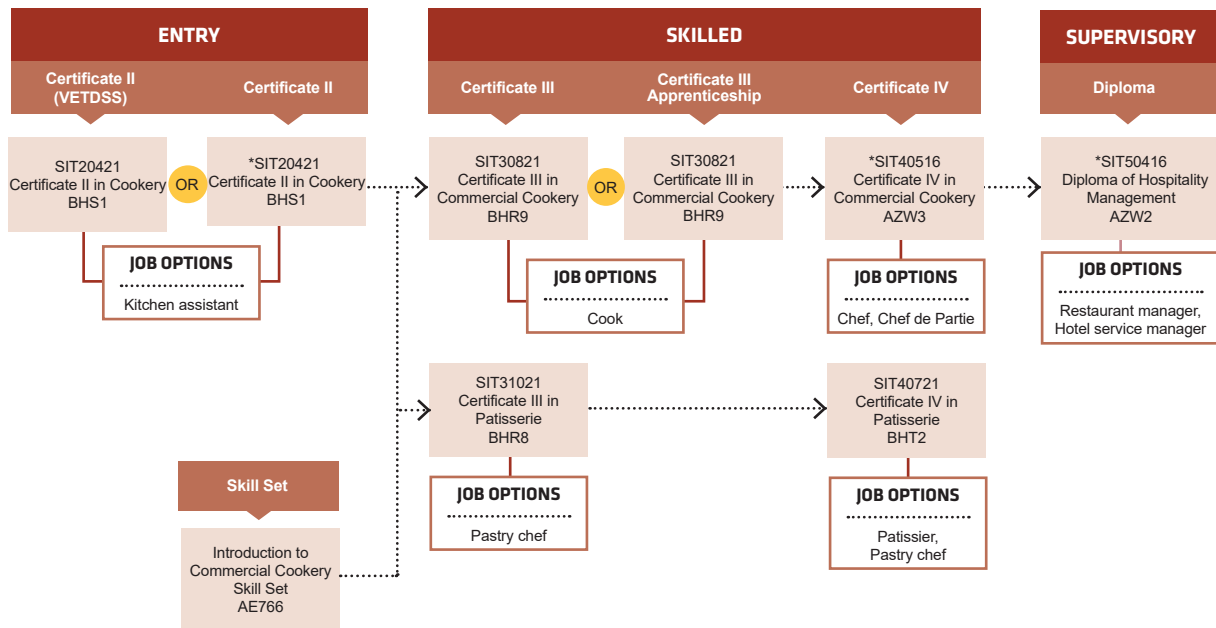 ENTRY
Certificate II
(VETDSS)
Certificate II
SIT20421
Certificate II in Cookery
BHS1
OR
*SIT20421
Certificate II in Cookery
BHS1
JOB OPTIONS
Kitchen assistant
SKILLED
Certificate III
Certificate III
Apprenticeship
Certificate IV
SIT30821
Certificate III in
Commercial Cookery
BHR9
OR
SIT30821
Certificate III in
Commercial Cookery
BHR9
JOB OPTIONS
Cook
*SIT40516
Certificate IV in
Commercial Cookery
AZW3
JOB OPTIONS
Chef, Chef de Partie
SUPERVISORY
Diploma
*SIT50416
Diploma of Hospitality
Management
AZW2
JOB OPTIONS
Restaurant manager,
Hotel service manager
SIT31021
Certificate III in
Patisserie
BHR8
JOB OPTIONS
Pastry chef
SIT40721
Certificate IV in
Patisserie
BHT2
JOB OPTIONS
Patissier,
Pastry chef
Skill Set
Introduction to
Commercial Cookery
Skill Set
AE766